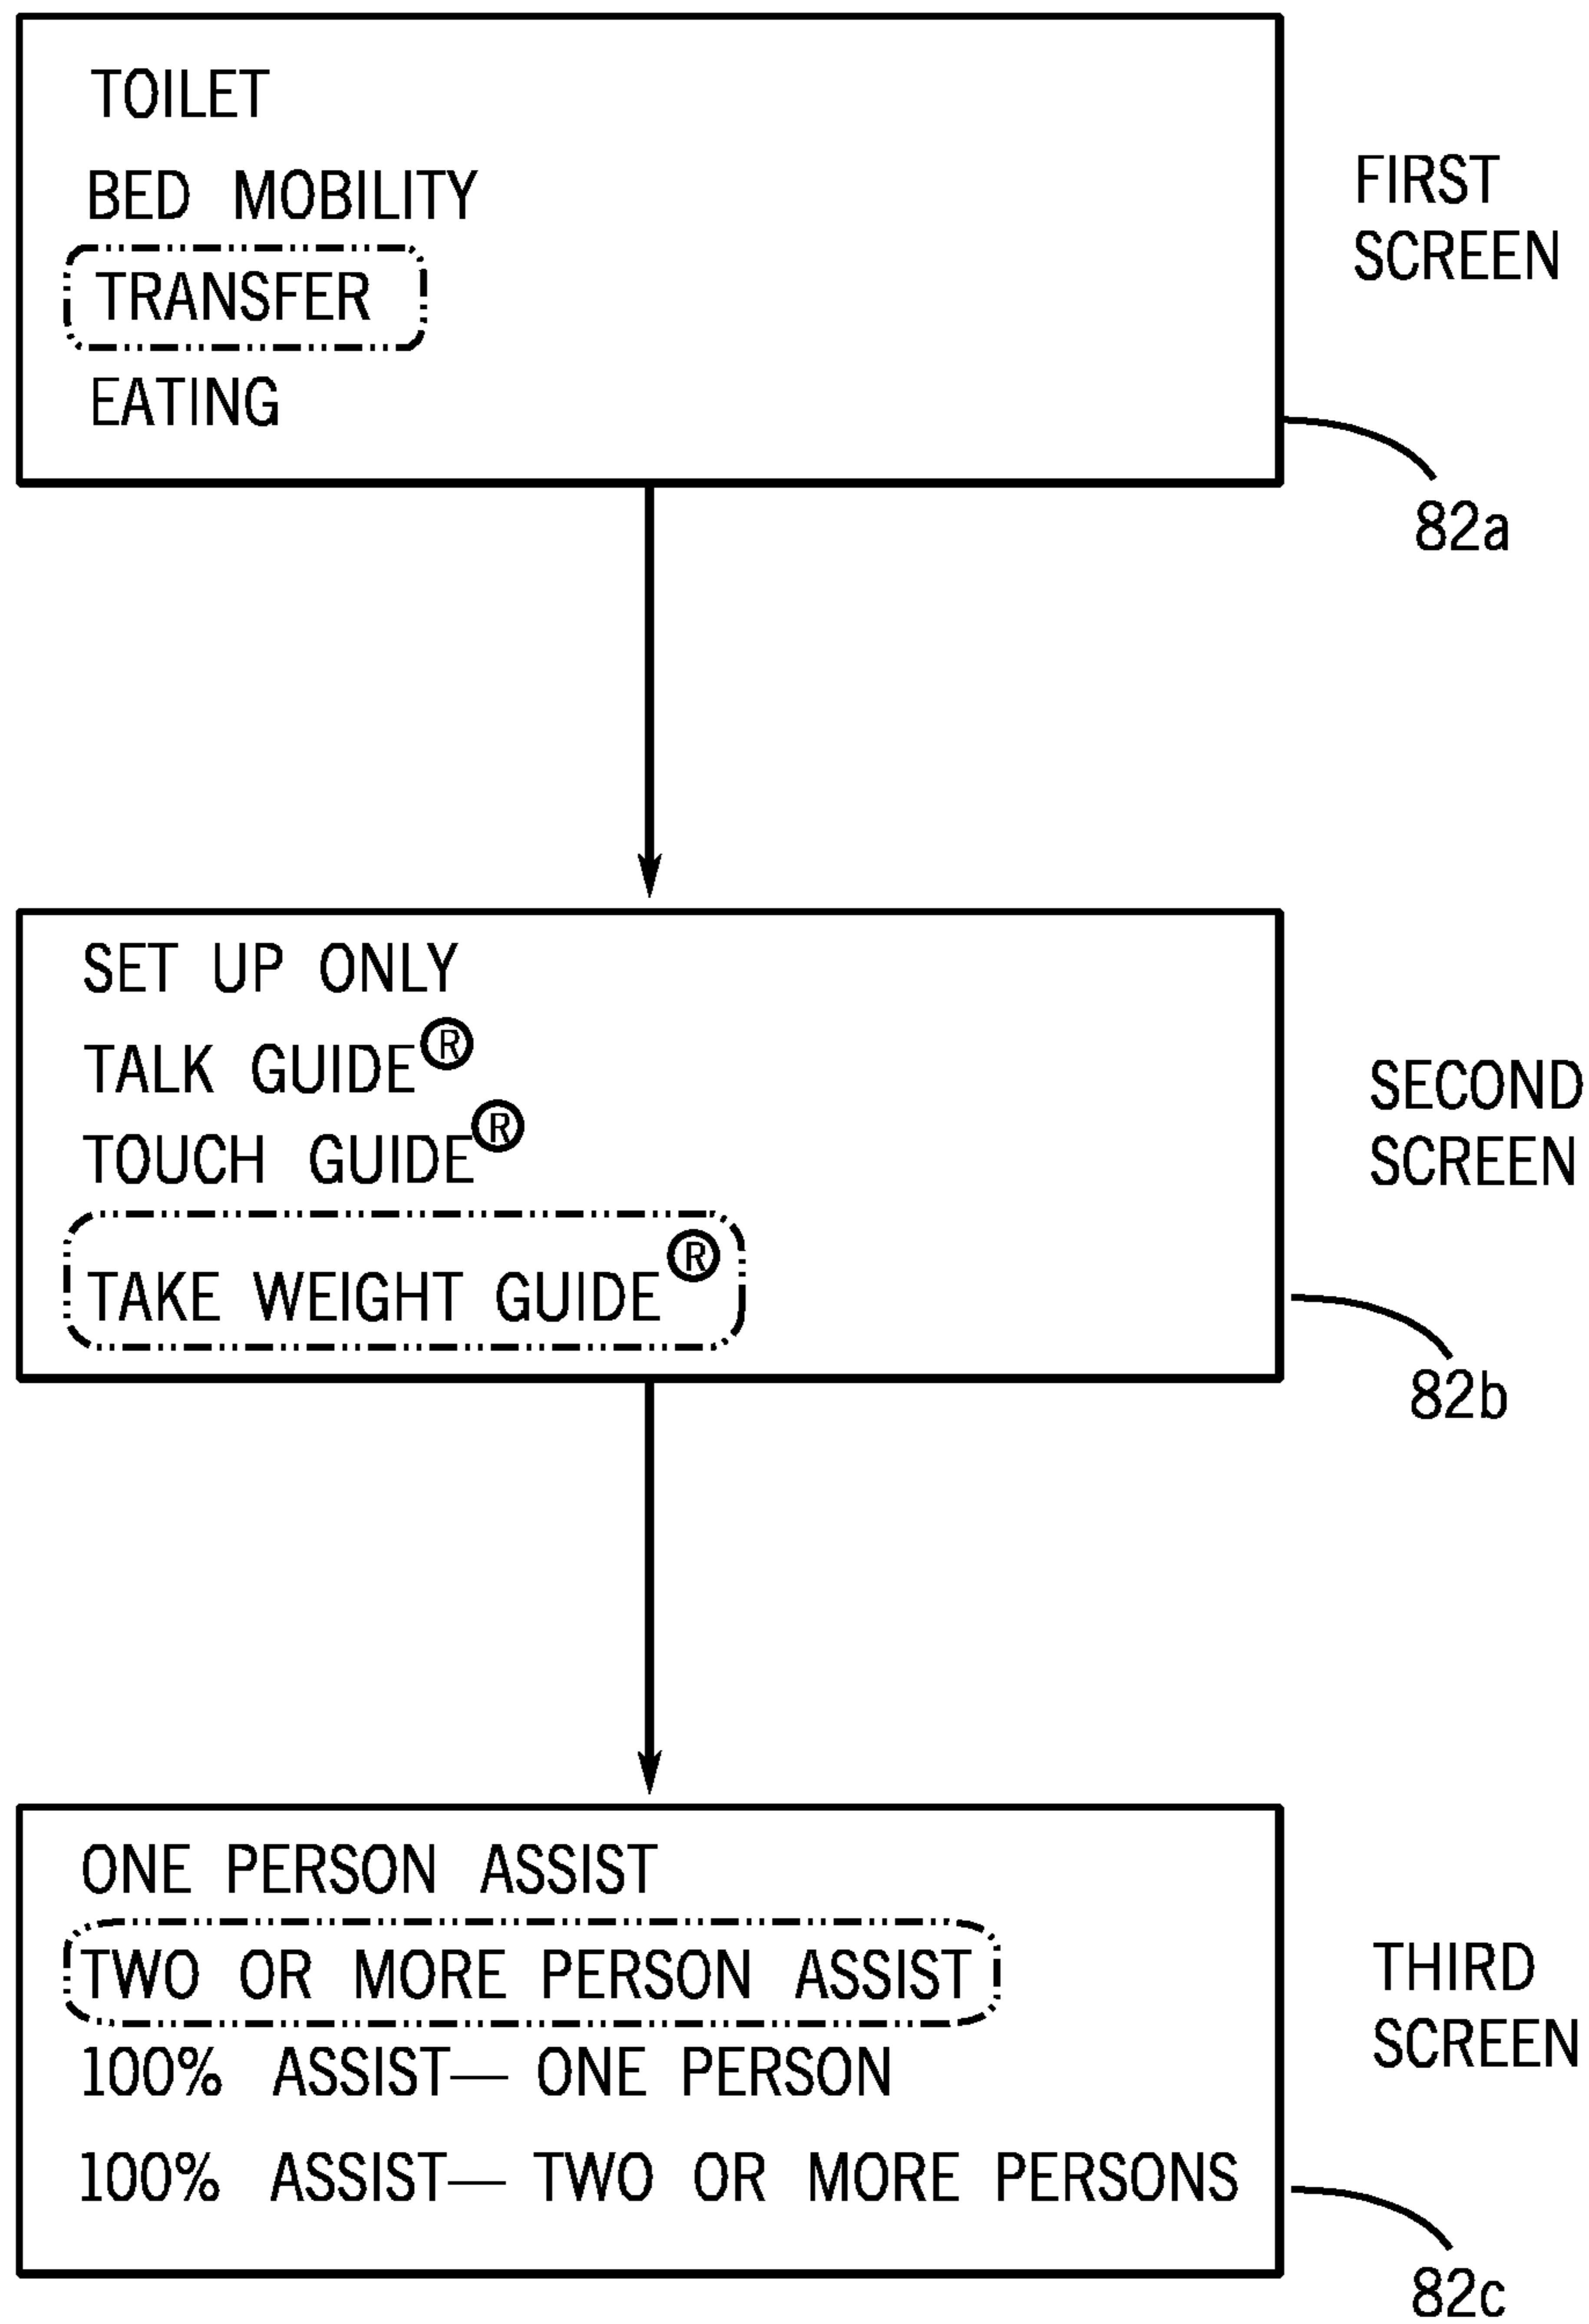 TOILET
BED MOBILITY
TRANSFER
EATING
FIRST
SCREEN
82a
SET UP ONLY
TALK GUIDE®
TOUCH GUIDE®
TAKE WEIGHT GUIDE®
SECOND
SCREEN
82b
ONE PERSON ASSIST
TWO OR MORE PERSON ASSIST
100% ASSIST— ONE PERSON
100% ASSIST— TWO OR MORE PERSONS
THIRD
SCREEN
82c